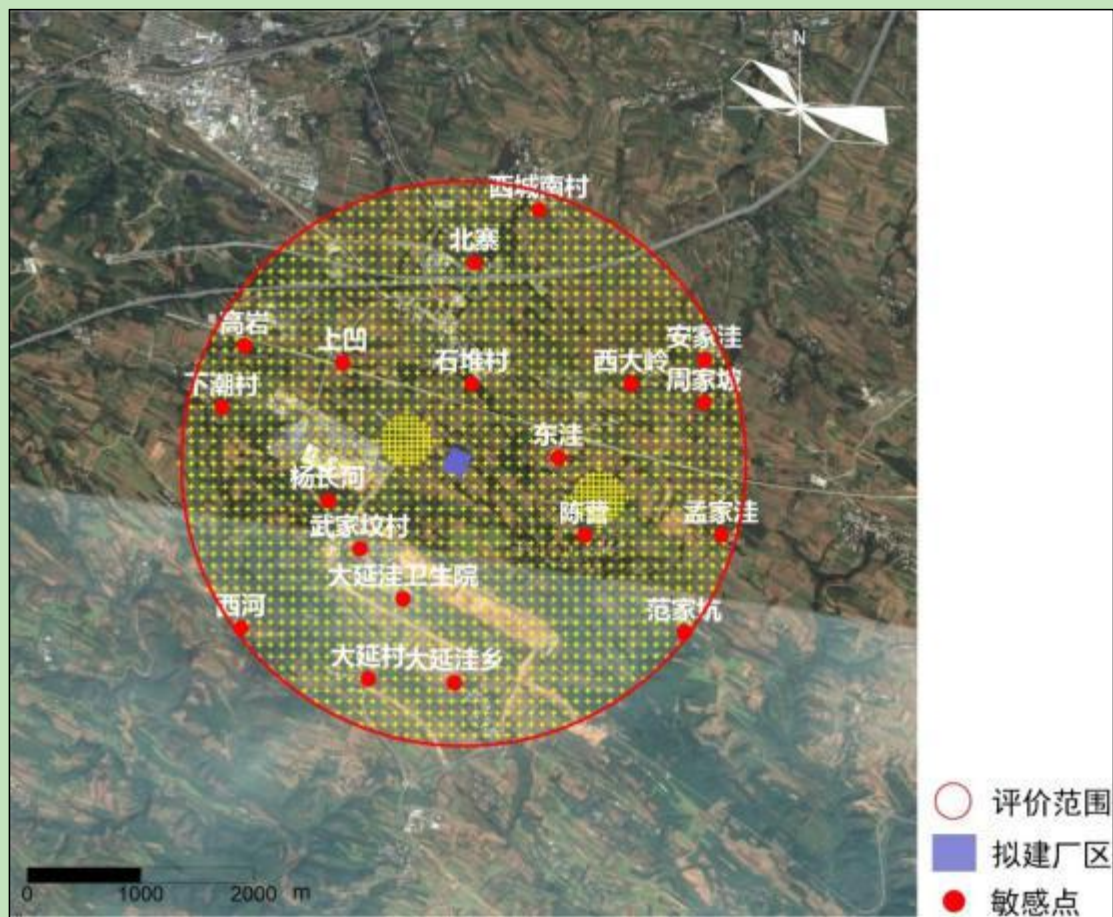 N
西城南村
北寨
高岩
上凹
石堆村
西大岭
安家洼
周家坡
下潮村
东洼
杨长河
陈营
孟家洼
武家坟村
大延洼卫生院
西河
范家坑
大延村
大延洼乡
评价范围
拟建厂区
敏感点
0 1000 2000 m